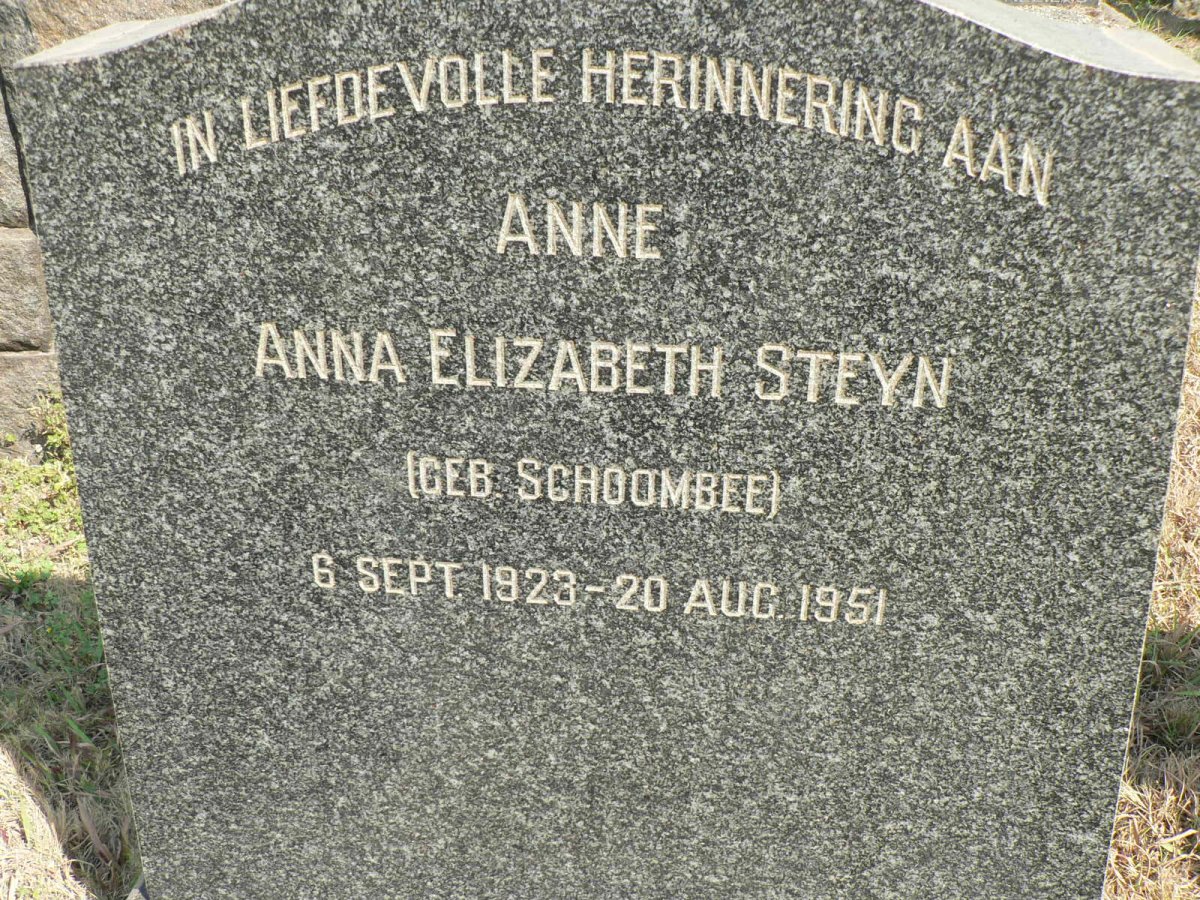 IN LIEFDEVOLLE HERINNERING AAN
ANNE
ANNA ELIZABETH STEYN
(GEB. SCHOOMBEE)
6 SEPT 1923 - 20 AUG. 1951